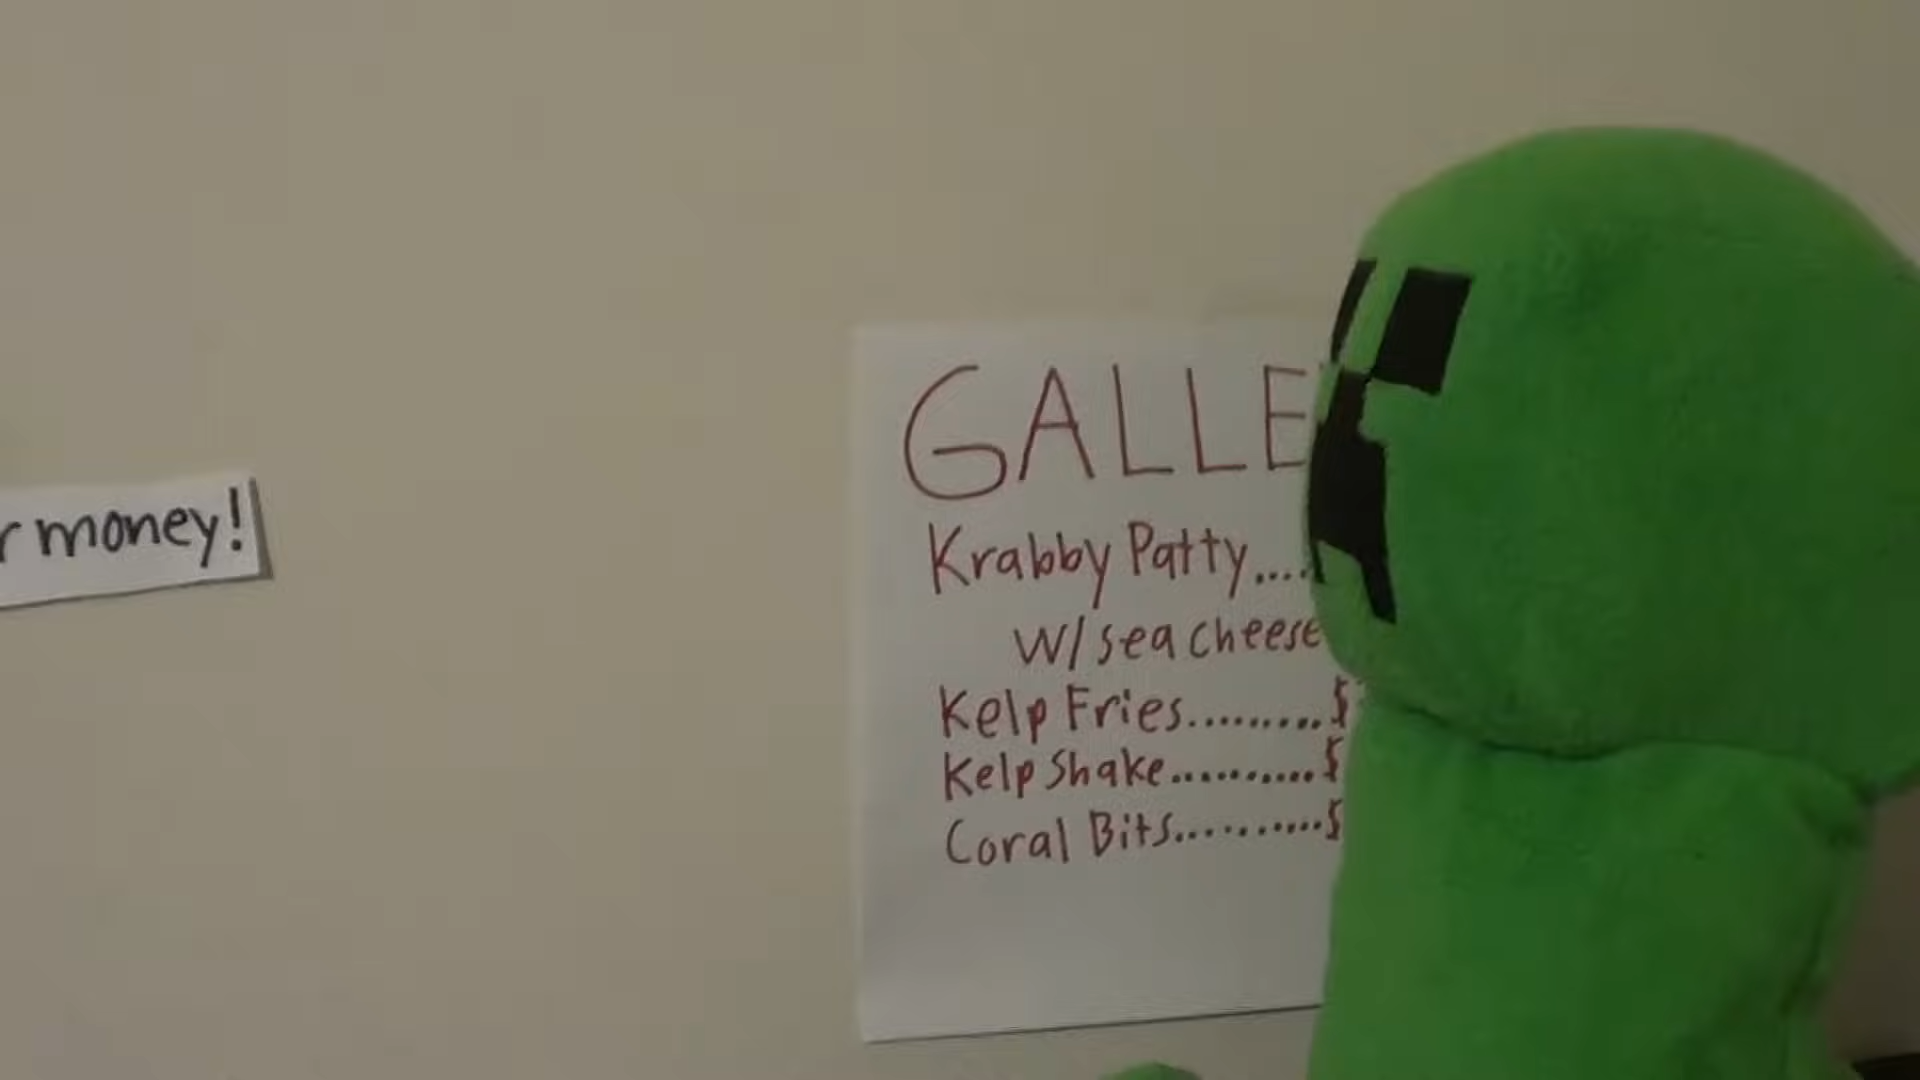 r money!
GALLE
Krabby Patty....
w/sea cheese
Kelp Fries.........$
Kelp Shake..........$
Coral Bits..........$